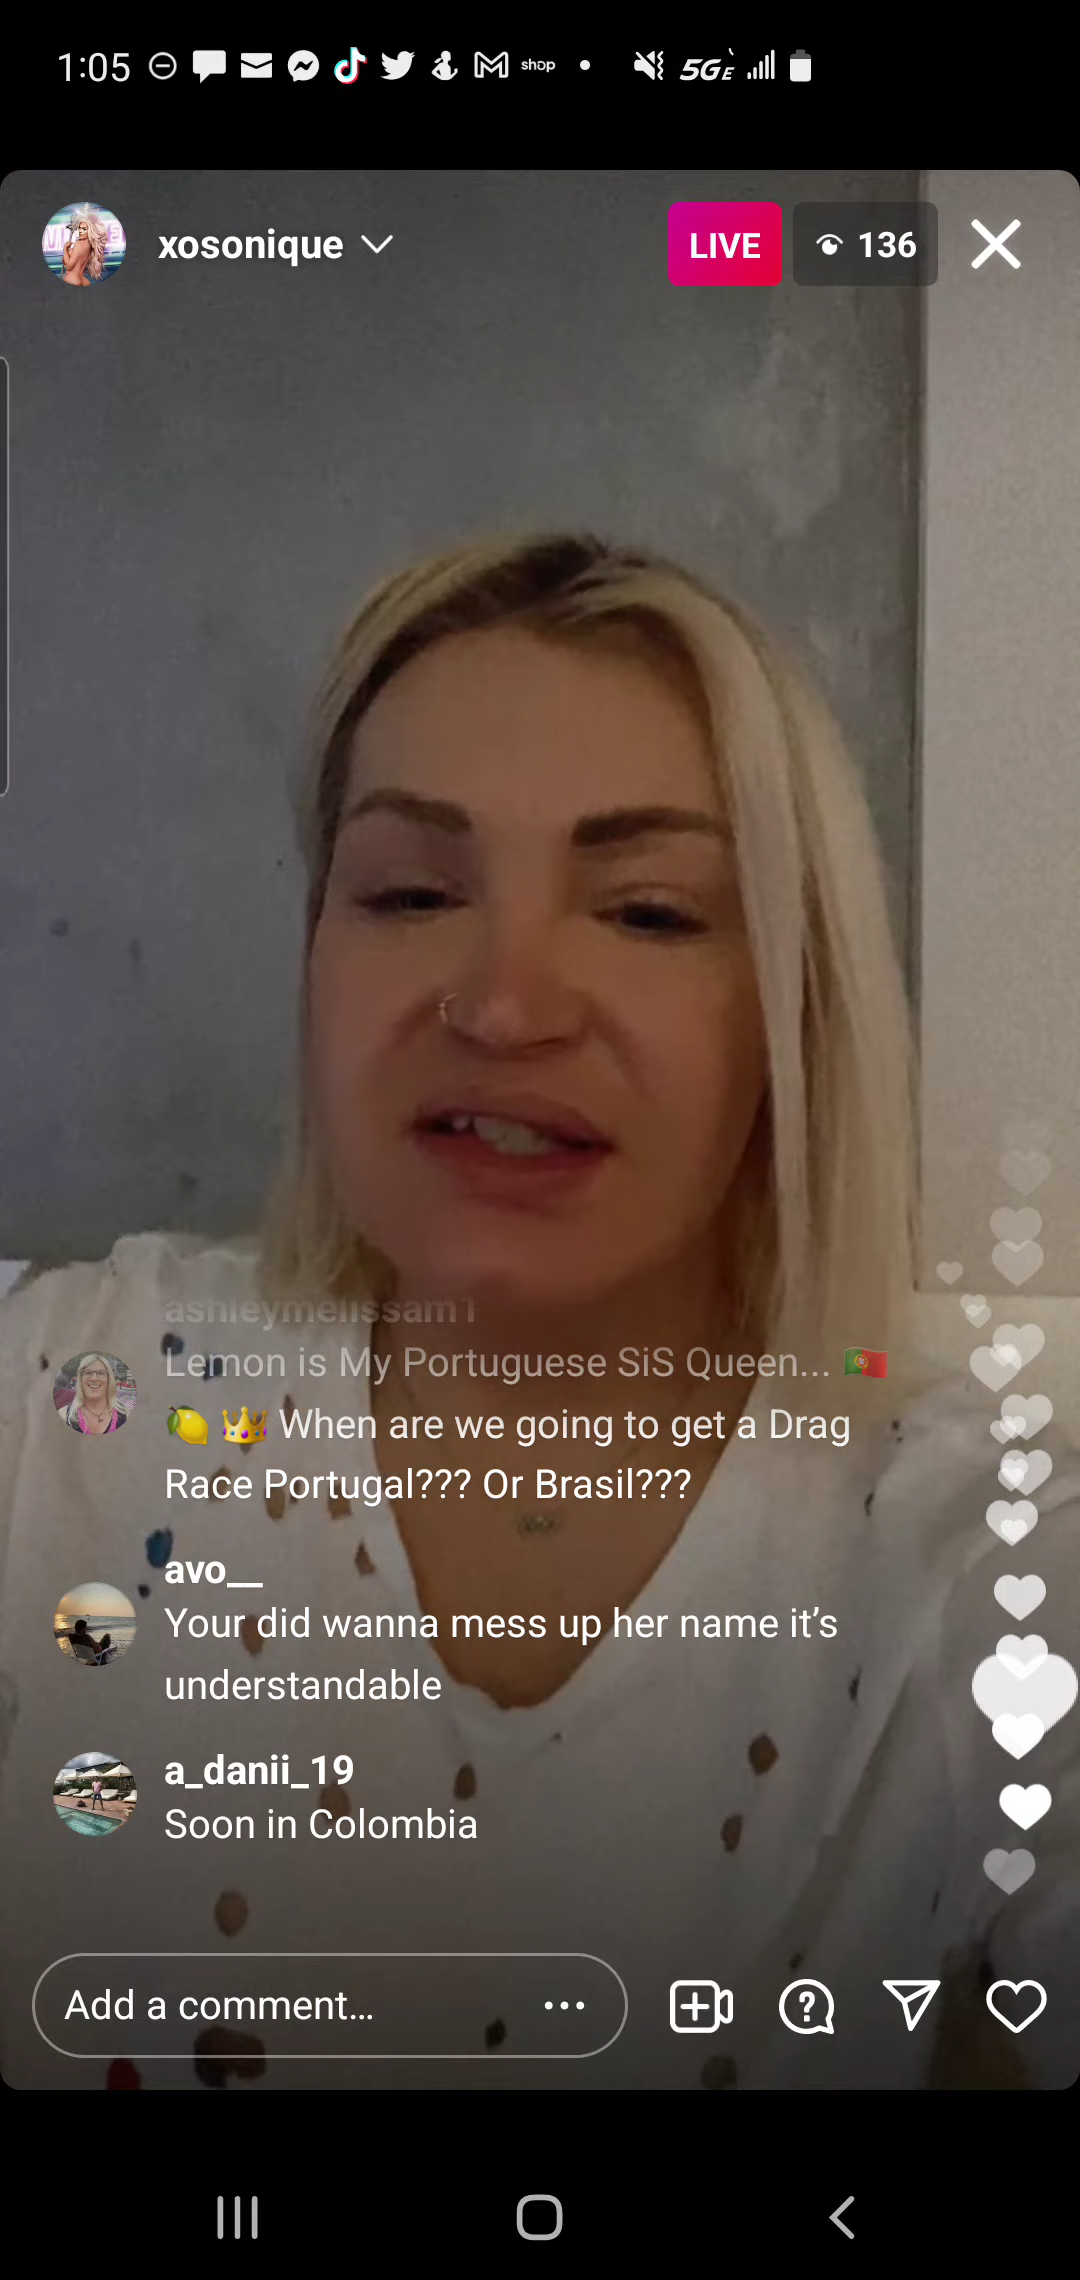 1:05 shop 5GE
xosonique LIVE 136
ashleymelissam1
Lemon is My Portuguese SiS Queen... 🇵🇹
🍋 👑 When are we going to get a Drag
Race Portugal??? Or Brasil???
avo__
Your did wanna mess up her name it’s
understandable
a_danii_19
Soon in Colombia
Add a comment...